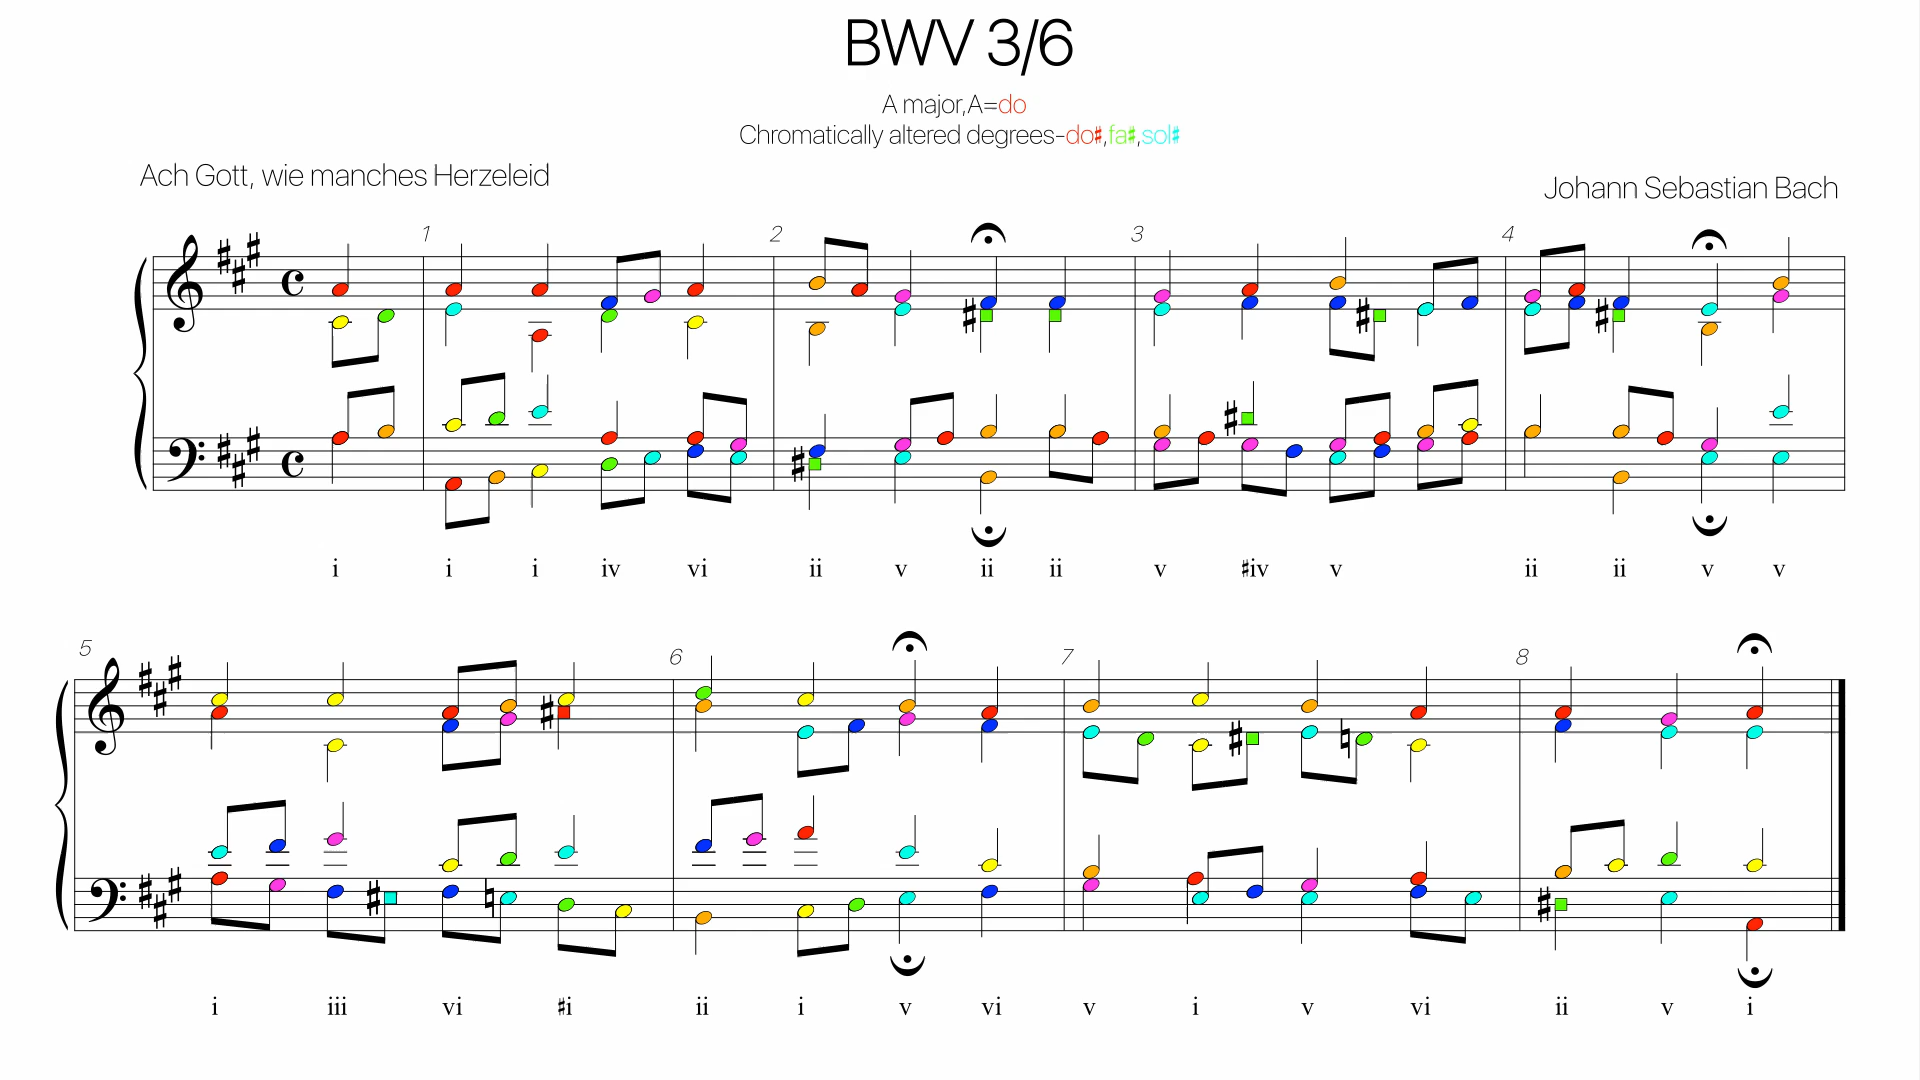 BWV 3/6
A major,A=do
Chromatically altered degrees-do♯,fa♯,sol♯
Ach Gott, wie manches Herzeleid
Johann Sebastian Bach
1 2 3 4
i i i iv vi ii v ii ii v ♯iv v ii ii v v
5 6 7 8
i iii vi ♯i ii i v vi v i v vi ii v i